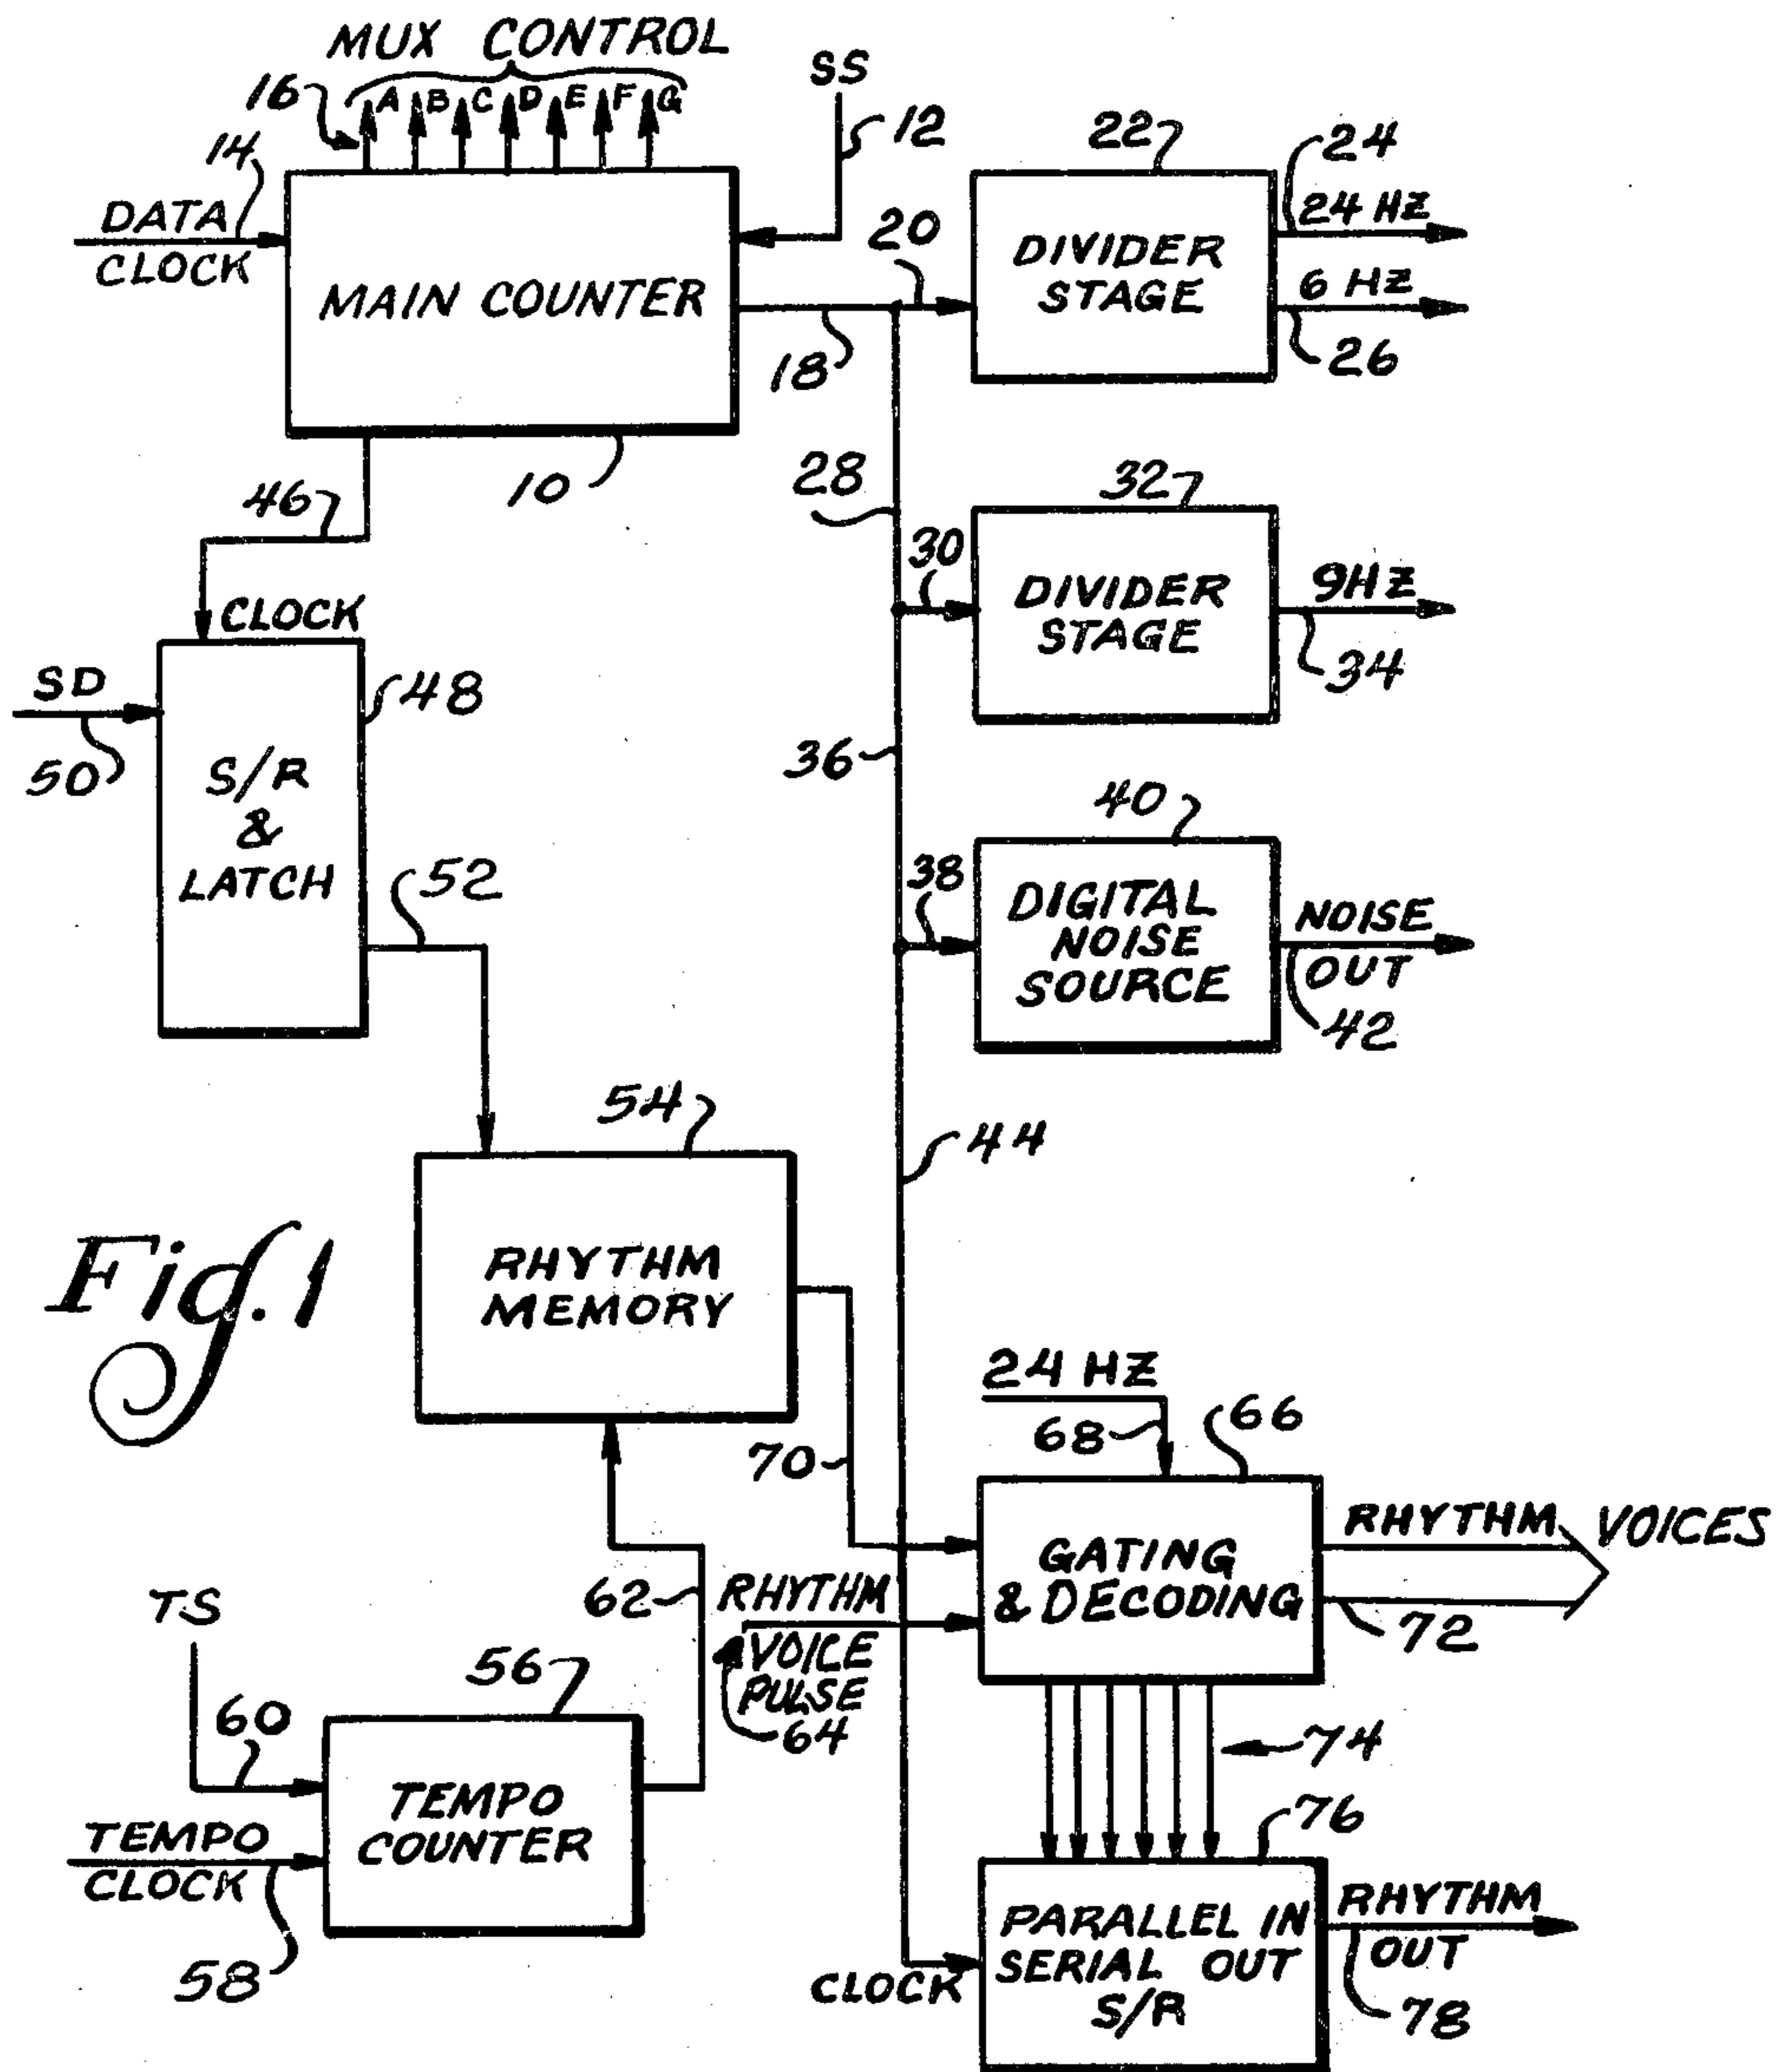 MUX CONTROL
16
A B C D E F G
SS
12
14
DATA
CLOCK
MAIN COUNTER
10
18
20
22
DIVIDER
STAGE
24
24 HZ
6 HZ
26
28
46
CLOCK
SD
50
48
S/R
&
LATCH
52
30
32
DIVIDER
STAGE
9HZ
34
36
38
40
DIGITAL
NOISE
SOURCE
NOISE
OUT
42
44
54
RHYTHM
MEMORY
Fig. 1
70
24 HZ
68
66
GATING
& DECODING
RHYTHM VOICES
72
62
RHYTHM
VOICE
PULSE
64
TS
60
56
TEMPO
COUNTER
TEMPO
CLOCK
58
74
76
CLOCK
PARALLEL IN
SERIAL OUT
S/R
RHYTHM
OUT
78